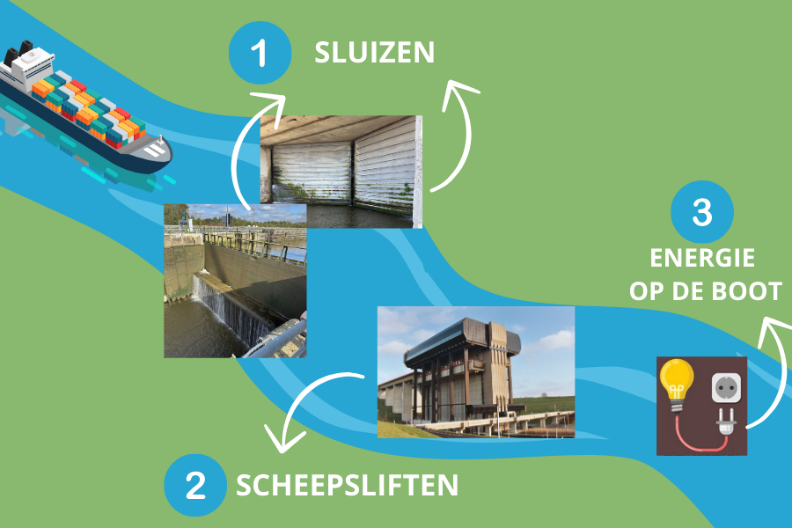 1 SLUIZEN
3
ENERGIE
OP DE BOOT
2 SCHEEPSLIFTEN